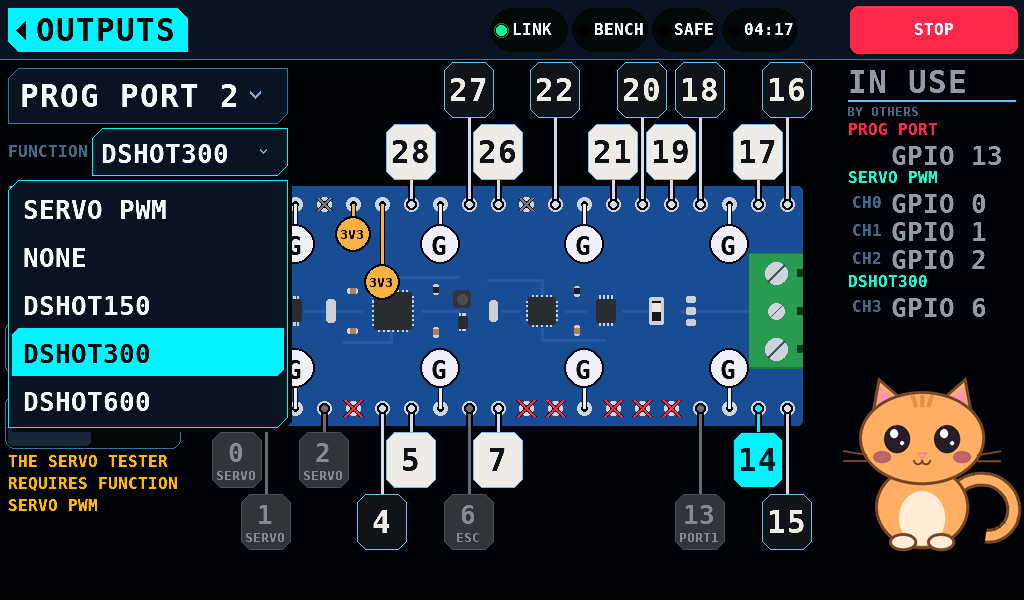 OUTPUTS
LINK
BENCH
SAFE
04:17
STOP
PROG PORT 2
FUNCTION
DSHOT300
SERVO PWM
NONE
DSHOT150
DSHOT300
DSHOT600
THE SERVO TESTER
REQUIRES FUNCTION
SERVO PWM
27
22
20
18
16
28
26
21
19
17
3V3
G
G
G
G
3V3
G
G
G
G
0
SERVO
2
SERVO
5
7
14
1
SERVO
4
6
ESC
13
PORT1
15
IN USE
BY OTHERS
PROG PORT
GPIO 13
SERVO PWM
CH0 GPIO 0
CH1 GPIO 1
CH2 GPIO 2
DSHOT300
CH3 GPIO 6